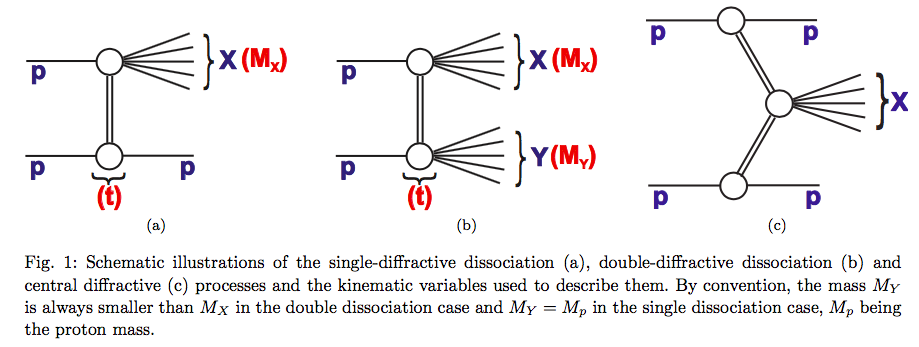 p
X (Mx)
p
p
(t)
(a)
p
X (Mx)
p
Y (MY)
(t)
(b)
p
p
X
p
p
(c)
Fig. 1: Schematic illustrations of the single-diffractive dissociation (a), double-diffractive dissociation (b) and
central diffractive (c) processes and the kinematic variables used to describe them. By convention, the mass MY
is always smaller than MX in the double dissociation case and MY = Mp in the single dissociation case, Mp being
the proton mass.